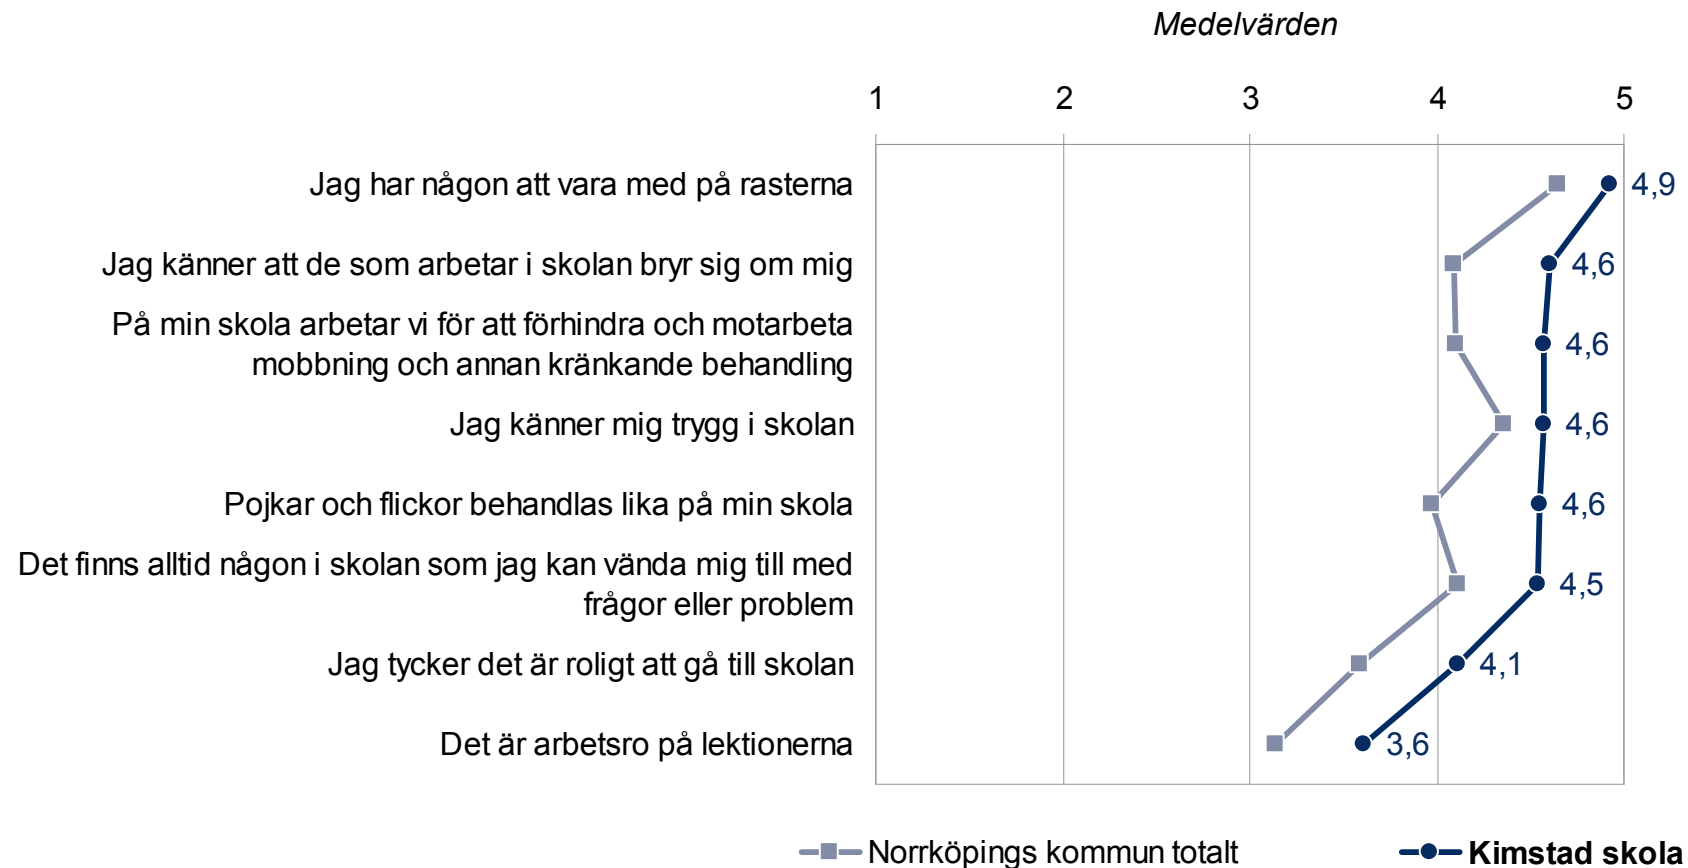 Medelvärden
1 2 3 4 5
Jag har någon att vara med på rasterna 4,9
Jag känner att de som arbetar i skolan bryr sig om mig 4,6
På min skola arbetar vi för att förhindra och motarbeta
mobbning och annan kränkande behandling 4,6
Jag känner mig trygg i skolan 4,6
Pojkar och flickor behandlas lika på min skola 4,6
Det finns alltid någon i skolan som jag kan vända mig till med
frågor eller problem 4,5
Jag tycker det är roligt att gå till skolan 4,1
Det är arbetsro på lektionerna 3,6
Norrköpings kommun totalt Kimstad skola